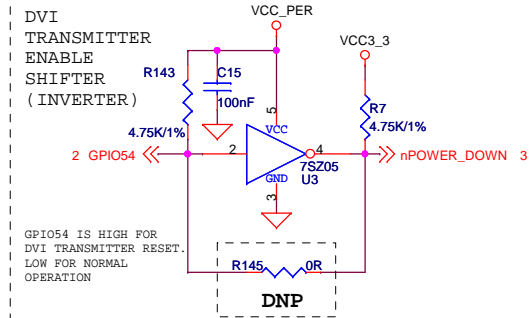 DVI
TRANSMITTER
ENABLE
SHIFTER
(INVERTER)
VCC_PER
VCC3_3
R143
C15
100nF
4.75K/1%
R7
4.75K/1%
5
VCC
2 GPIO54
2
4
nPOWER_DOWN 3
7SZ05
U3
GND
3
GPIO54 IS HIGH FOR
DVI TRANSMITTER RESET.
LOW FOR NORMAL
OPERATION
R145
0R
DNP